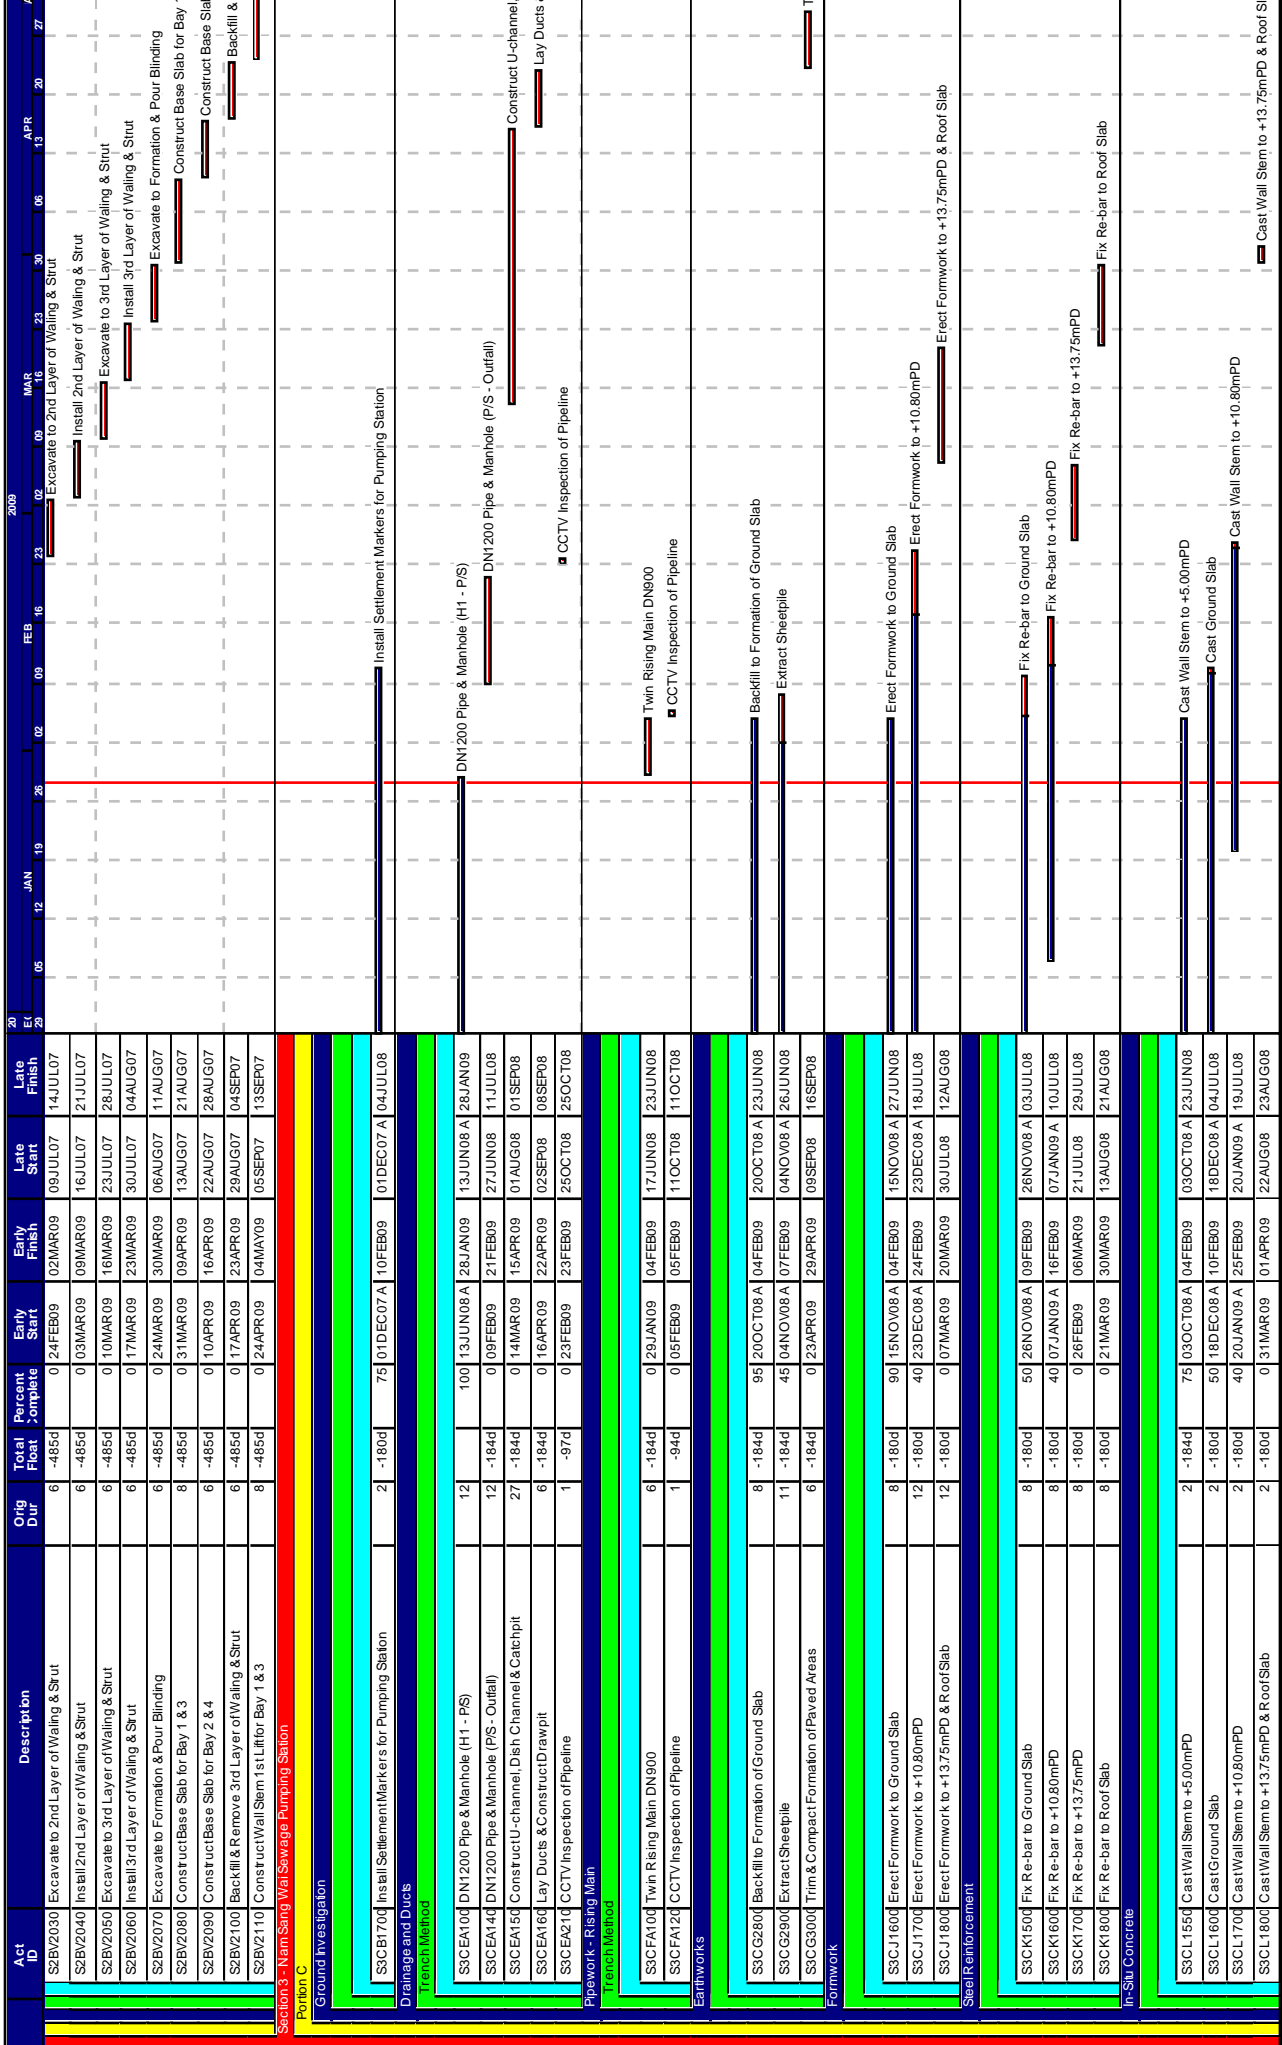 Act ID Description Orig Dur Total Float Percent Complete Early Start Early Finish Late Start Late Finish
20 2009
E( JAN FEB MAR APR
29 05 12 19 26 02 09 16 23 02 09 16 23 30 06 13 20 27
S2BV2030 Excavate to 2nd Layer of Waling & Strut 6 -485d 0 24FEB09 02MAR09 09JUL07 14JUL07 Excavate to 2nd Layer of Waling & Strut
S2BV2040 Install 2nd Layer of Waling & Strut 6 -485d 0 03MAR09 09MAR09 16JUL07 21JUL07 Install 2nd Layer of Waling & Strut
S2BV2050 Excavate to 3rd Layer of Waling & Strut 6 -485d 0 10MAR09 16MAR09 23JUL07 28JUL07 Excavate to 3rd Layer of Waling & Strut
S2BV2060 Install 3rd Layer of Waling & Strut 6 -485d 0 17MAR09 23MAR09 30JUL07 04AUG07 Install 3rd Layer of Waling & Strut
S2BV2070 Excavate to Formation & Pour Blinding 6 -485d 0 24MAR09 30MAR09 06AUG07 11AUG07 Excavate to Formation & Pour Blinding
S2BV2080 Construct Base Slab for Bay 1 & 3 8 -485d 0 31MAR09 09APR09 13AUG07 21AUG07 Construct Base Slab for Bay
S2BV2090 Construct Base Slab for Bay 2 & 4 6 -485d 0 10APR09 16APR09 22AUG07 28AUG07 Construct Base Sla
S2BV2100 Backfill & Remove 3rd Layer of Waling & Strut 6 -485d 0 17APR09 23APR09 29AUG07 04SEP07 Backfill &
S2BV2110 Construct Wall Stem 1st Lift for Bay 1 & 3 8 -485d 0 24APR09 04MAY09 05SEP07 13SEP07
Section 3 - Nam Sang Wai Sewage Pumping Station
Portion C
Ground Investigation
S3CB1700 Install Settlement Markers for Pumping Station 2 -180d 75 01DEC07 A 10FEB09 01DEC07 A 04JUL08 Install Settlement Markers for Pumping Station
Drainage and Ducts
Trench Method
S3CEA100 DN1200 Pipe & Manhole (H1 - P/S) 12 100 13JUN08 A 28JAN09 13JUN08 A 28JAN09 DN1200 Pipe & Manhole (H1 - P/S)
S3CEA140 DN1200 Pipe & Manhole (P/S - Outfall) 12 -184d 0 09FEB09 21FEB09 27JUN08 11JUL08 DN1200 Pipe & Manhole (P/S - Outfall)
S3CEA150 Construct U-channel, Dish Channel & Catchpit 27 -184d 0 14MAR09 15APR09 01AUG08 01SEP08 Construct U-channel,
S3CEA160 Lay Ducts & Construct Drawpit 6 -184d 0 16APR09 22APR09 02SEP08 08SEP08 Lay Ducts
S3CEA210 CCTV Inspection of Pipeline 1 -97d 0 23FEB09 23FEB09 25OCT08 25OCT08 CCTV Inspection of Pipeline
Pipework - Rising Main
Trench Method
S3CFA100 Twin Rising Main DN900 6 -184d 0 29JAN09 04FEB09 17JUN08 23JUN08 Twin Rising Main DN900
S3CFA120 CCTV Inspection of Pipeline 1 -94d 0 05FEB09 05FEB09 11OCT08 11OCT08 CCTV Inspection of Pipeline
Earthworks
S3CG2800 Backfill to Formation of Ground Slab 8 -184d 95 20OCT08 A 04FEB09 20OCT08 A 23JUN08 Backfill to Formation of Ground Slab
S3CG2900 Extract Sheetpile 11 -184d 45 04NOV08 A 07FEB09 04NOV08 A 26JUN08 Extract Sheetpile
S3CG3000 Trim & Compact Formation of Paved Areas 6 -184d 0 23APR09 29APR09 09SEP08 16SEP08 T
Formwork
S3CJ1600 Erect Formwork to Ground Slab 8 -180d 90 15NOV08 A 04FEB09 15NOV08 A 27JUN08 Erect Formwork to Ground Slab
S3CJ1700 Erect Formwork to +10.80mPD 12 -180d 40 23DEC08 A 24FEB09 23DEC08 A 18JUL08 Erect Formwork to +10.80mPD
S3CJ1800 Erect Formwork to +13.75mPD & Roof Slab 12 -180d 0 07MAR09 20MAR09 30JUL08 12AUG08 Erect Formwork to +13.75mPD & Roof Slab
Steel Reinforcement
S3CK1500 Fix Re-bar to Ground Slab 8 -180d 50 26NOV08 A 09FEB09 26NOV08 A 03JUL08 Fix Re-bar to Ground Slab
S3CK1600 Fix Re-bar to +10.80mPD 8 -180d 40 07JAN09 A 16FEB09 07JAN09 A 10JUL08 Fix Re-bar to +10.80mPD
S3CK1700 Fix Re-bar to +13.75mPD 8 -180d 0 26FEB09 06MAR09 21JUL08 29JUL08 Fix Re-bar to +13.75mPD
S3CK1800 Fix Re-bar to Roof Slab 8 -180d 0 21MAR09 30MAR09 13AUG08 21AUG08 Fix Re-bar to Roof Slab
In-Situ Concrete
S3CL1550 Cast Wall Stem to +5.00mPD 2 -184d 75 03OCT08 A 04FEB09 03OCT08 A 23JUN08 Cast Wall Stem to +5.00mPD
S3CL1600 Cast Ground Slab 2 -180d 50 18DEC08 A 10FEB09 18DEC08 A 04JUL08 Cast Ground Slab
S3CL1700 Cast Wall Stem to +10.80mPD 2 -180d 40 20JAN09 A 25FEB09 20JAN09 A 19JUL08 Cast Wall Stem to +10.80mPD
S3CL1800 Cast Wall Stem to +13.75mPD & Roof Slab 2 -180d 0 31MAR09 01APR09 22AUG08 23AUG08 Cast Wall Stem to +13.75mPD & Roof Sl